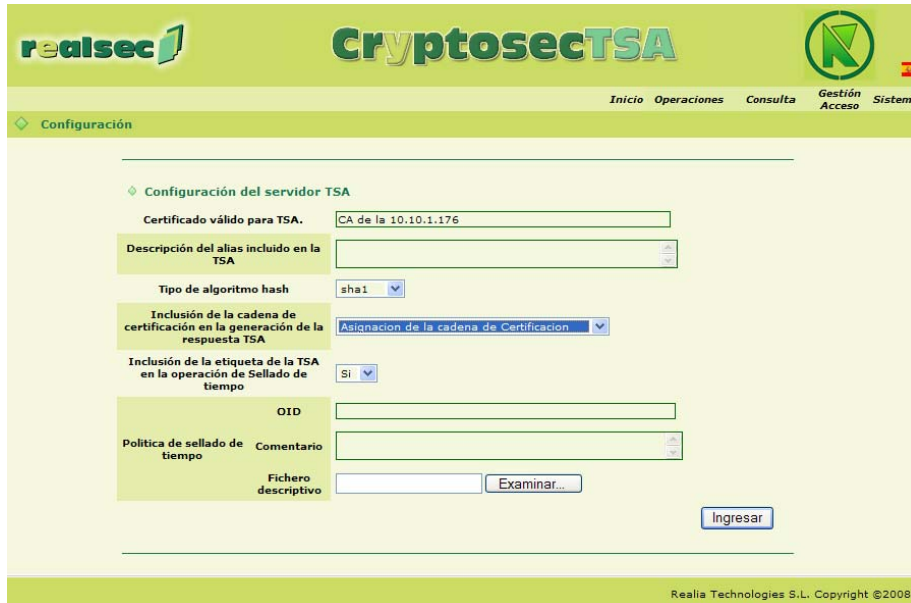 realsec
CryptosecTSA
Inicio Operaciones Consulta Gestión Acceso Sistem
Configuración
Configuración del servidor TSA
Certificado válido para TSA. CA de la 10.10.1.176
Descripción del alias incluido en la
TSA
Tipo de algoritmo hash sha1
Inclusión de la cadena de
certificación en la generación de la
respuesta TSA
Asignacion de la cadena de Certificacion
Inclusión de la etiqueta de la TSA
en la operación de Sellado de
tiempo
Si
Política de sellado de
tiempo
OID
Comentario
Fichero
descriptivo
Examinar...
Ingresar
Realia Technologies S.L. Copyright ©2008